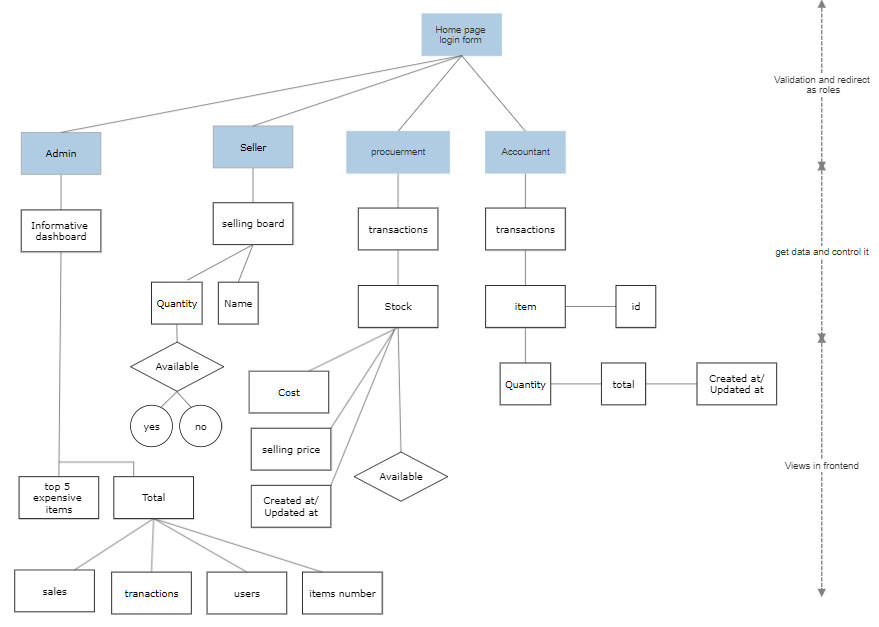 Home page
login form
Validation and redirect
as roles
Admin
Seller
procuerment
Accountant
Informative
dashboard
selling board
transactions
transactions
get data and control it
Quantity
Name
Stock
item
id
Available
Cost
Quantity
total
Created at/
Updated at
yes
no
selling price
Available
Views in frontend
top 5
expensive
items
Total
Created at/
Updated at
sales
tranactions
users
items number